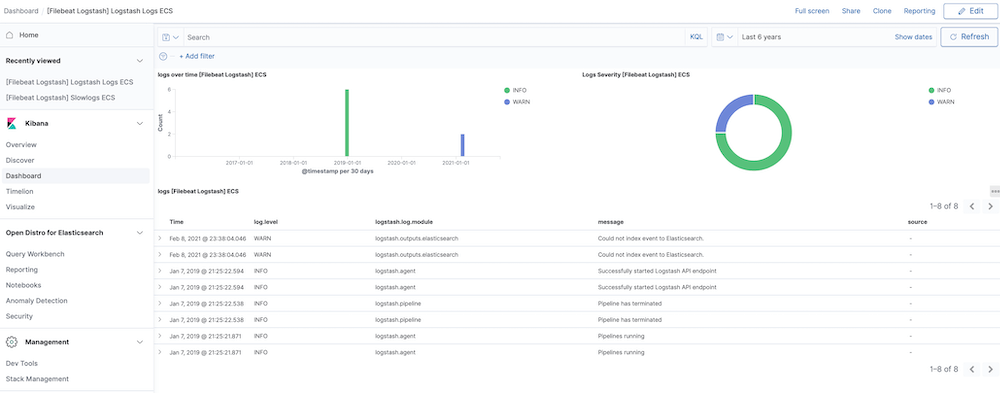 Dashboard / [Filebeat Logstash] Logstash Logs ECS
Full screen Share Clone Reporting Edit
Home
Search KQL Last 6 years Show dates Refresh
+ Add filter
Recently viewed
[Filebeat Logstash] Logstash Logs ECS
[Filebeat Logstash] Slowlogs ECS
Kibana
Overview
Discover
Dashboard
Timelion
Visualize
Open Distro for Elasticsearch
Query Workbench
Reporting
Notebooks
Anomaly Detection
Security
Management
Dev Tools
Stack Management
logs over time [Filebeat Logstash] ECS
INFO
WARN
6
4
2
0
Count
2017-01-01 2018-01-01 2019-01-01 2020-01-01 2021-01-01
@timestamp per 30 days
Logs Severity [Filebeat Logstash] ECS
INFO
WARN
logs [Filebeat Logstash] ECS
1–8 of 8
Time log.level logstash.log.module message source
Feb 8, 2021 @ 23:38:04.046 WARN logstash.outputs.elasticsearch Could not index event to Elasticsearch. -
Feb 8, 2021 @ 23:38:04.046 WARN logstash.outputs.elasticsearch Could not index event to Elasticsearch. -
Jan 7, 2019 @ 21:25:22.594 INFO logstash.agent Successfully started Logstash API endpoint -
Jan 7, 2019 @ 21:25:22.594 INFO logstash.agent Successfully started Logstash API endpoint -
Jan 7, 2019 @ 21:25:22.538 INFO logstash.pipeline Pipeline has terminated -
Jan 7, 2019 @ 21:25:22.538 INFO logstash.pipeline Pipeline has terminated -
Jan 7, 2019 @ 21:25:21.871 INFO logstash.agent Pipelines running -
Jan 7, 2019 @ 21:25:21.871 INFO logstash.agent Pipelines running -
1–8 of 8